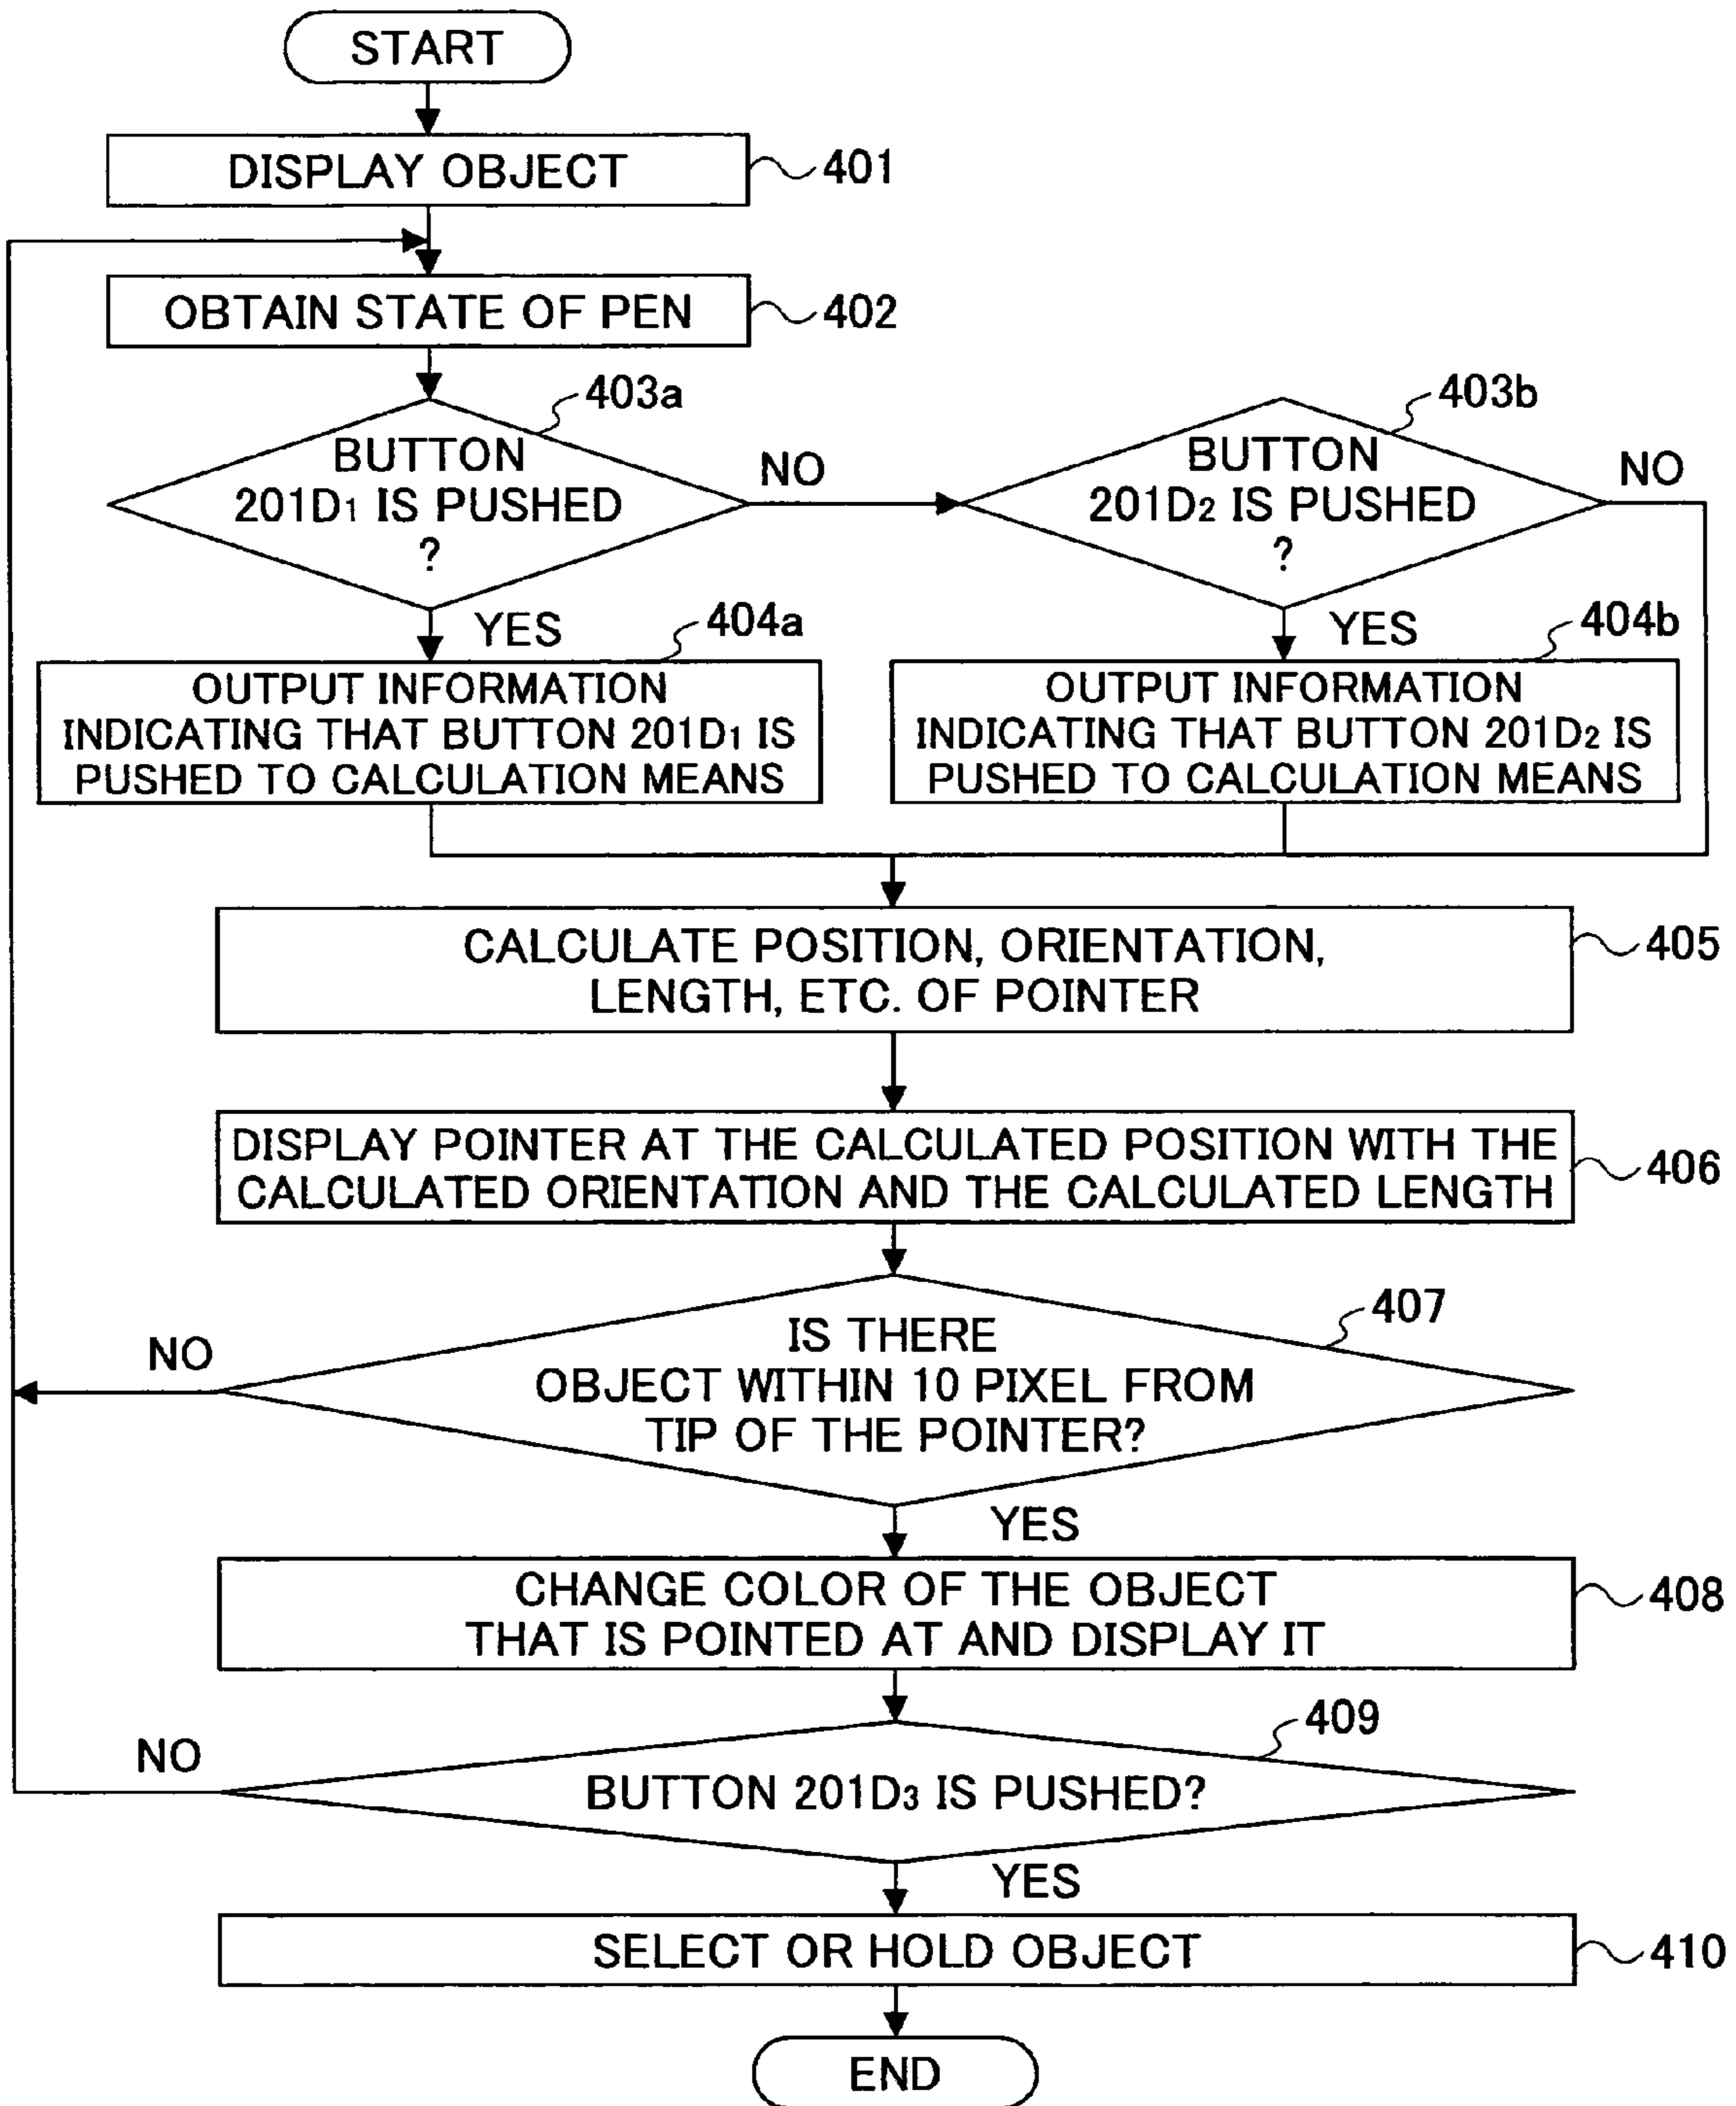 START
DISPLAY OBJECT
401
OBTAIN STATE OF PEN
402
403a
BUTTON
201D1 IS PUSHED
?
NO
YES
403b
BUTTON
201D2 IS PUSHED
?
NO
YES
404a
OUTPUT INFORMATION
INDICATING THAT BUTTON 201D1 IS
PUSHED TO CALCULATION MEANS
404b
OUTPUT INFORMATION
INDICATING THAT BUTTON 201D2 IS
PUSHED TO CALCULATION MEANS
CALCULATE POSITION, ORIENTATION,
LENGTH, ETC. OF POINTER
405
DISPLAY POINTER AT THE CALCULATED POSITION WITH THE
CALCULATED ORIENTATION AND THE CALCULATED LENGTH
406
407
IS THERE
OBJECT WITHIN 10 PIXEL FROM
TIP OF THE POINTER?
NO
YES
CHANGE COLOR OF THE OBJECT
THAT IS POINTED AT AND DISPLAY IT
408
409
BUTTON 201D3 IS PUSHED?
NO
YES
SELECT OR HOLD OBJECT
410
END